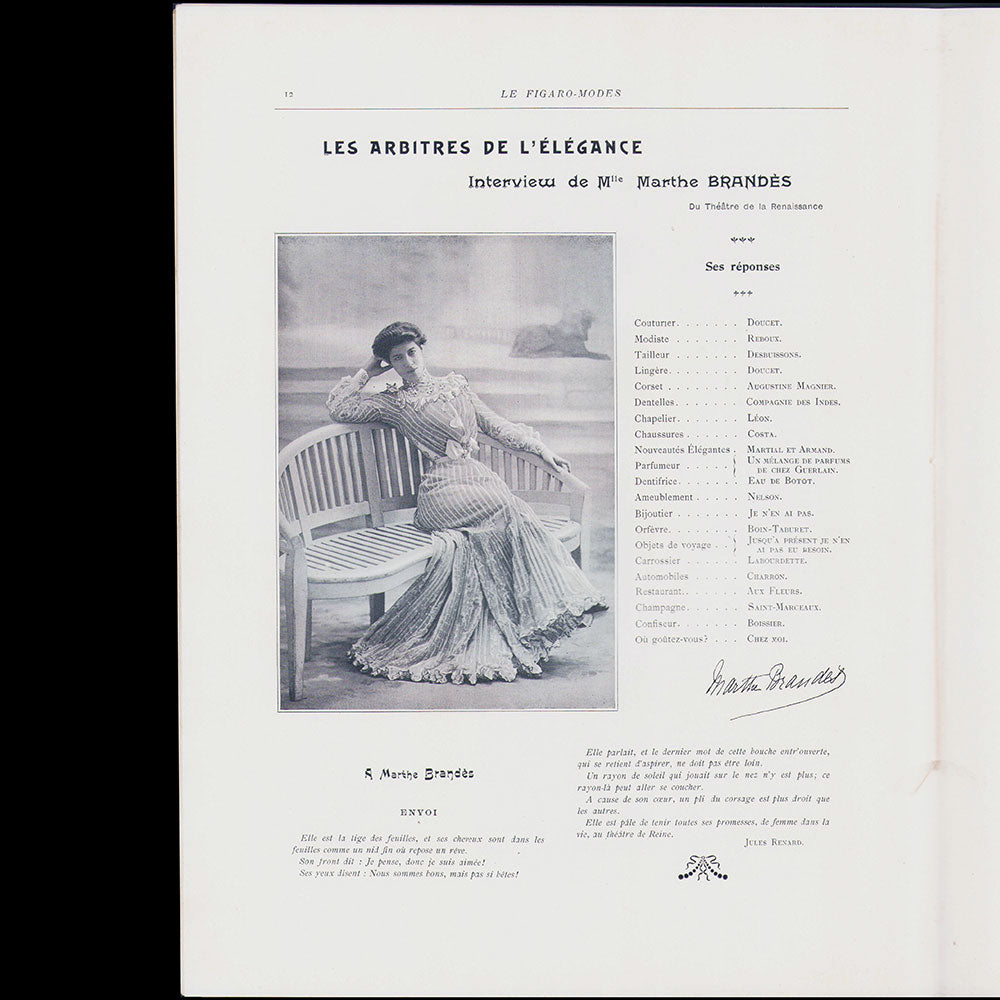 12
LE FIGARO-MODES
LES ARBITRES DE L'ÉLÉGANCE
Interview de Mlle Marthe BRANDÈS
Du Théâtre de la Renaissance
Ses réponses
Couturier. . . . . . . DOUCET.
Modiste . . . . . . . REBOUX.
Tailleur . . . . . . . DESBUISSONS.
Lingère. . . . . . . . DOUCET.
Corset . . . . . . . . AUGUSTINE MAGNIER.
Dentelles. . . . . . . COMPAGNIE DES INDES.
Chapelier. . . . . . . LÉON.
Chaussures . . . . . . COSTA.
Nouveautés Élégantes . MARTIAL ET ARMAND.
Parfumeur . . . . . UN MÉLANGE DE PARFUMS
DE CHEZ GUERLAIN.
Dentifrice. . . . . . . EAU DE BOTOT.
Ameublement . . . . . NELSON.
Bijoutier . . . . . . . JE N'EN AI PAS.
Orfèvre. . . . . . . . BOIN-TABURET.
Objets de voyage . . JUSQU'A PRÉSENT JE N'EN
AI PAS EU BESOIN.
Carrossier . . . . . . LABOURDETTE.
Automobiles . . . . . CHARRON.
Restaurant. . . . . . . AUX FLEURS.
Champagne. . . . . . SAINT-MARCEAUX.
Confiseur. . . . . . . BOISSIER.
Où goûtez-vous? . . . CHEZ MOI.
Marthe Brandès
A Marthe Brandès
ENVOI
Elle est la tige des feuilles, et ses cheveux sont dans les
feuilles comme un nid fin où repose un rêve.
Son front dit : Je pense, donc je suis aimée!
Ses yeux disent : Nous sommes bons, mais pas si bêtes!
Elle parlait, et le dernier mot de cette bouche entr'ouverte,
qui se retient d'aspirer, ne doit pas être loin.
Un rayon de soleil qui jouait sur le nez n'y est plus; ce
rayon-là peut aller se coucher.
A cause de son cœur, un pli du corsage est plus droit que
les autres.
Elle est pâle de tenir toutes ses promesses, de femme dans la
vie, au théâtre de Reine.
JULES RENARD.